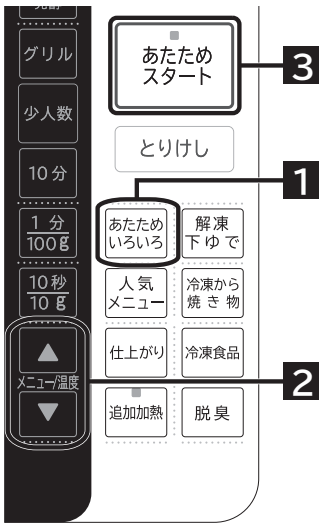 グリル
少人数
10分
1分
100g
10秒
10g
▲
メニュー/温度
▼
あたため
スタート
とりけし
あたため
いろいろ
解凍
下ゆで
人気
メニュー
冷凍から
焼き物
仕上がり
冷凍食品
追加加熱
脱臭
3
1
2